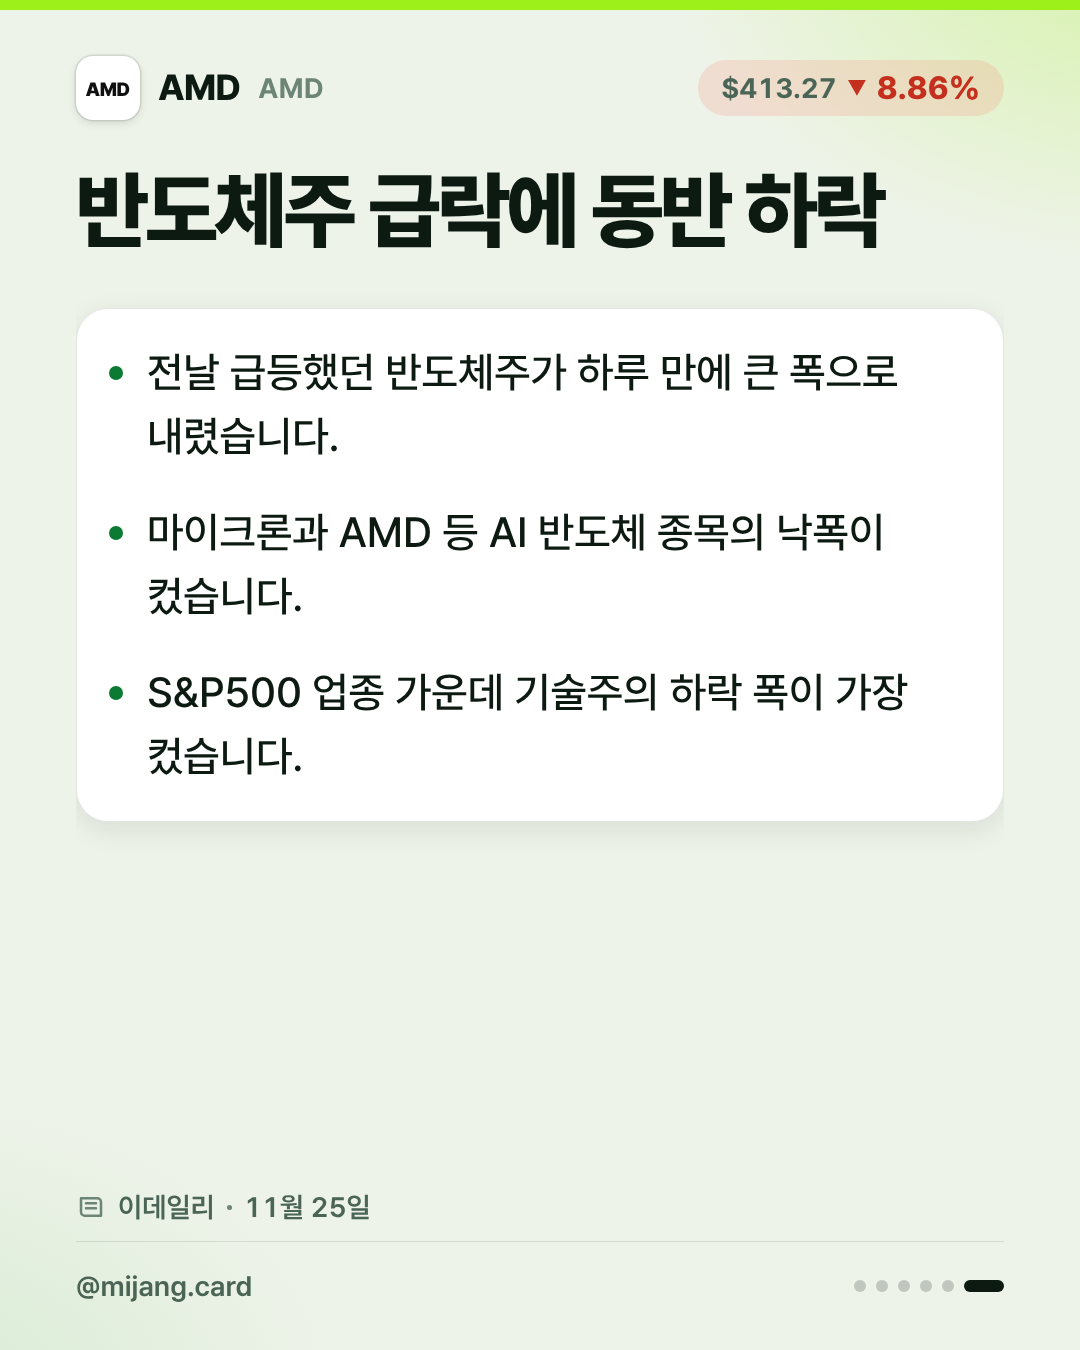 AMD AMD AMD $413.27 ▼ 8.86%
반도체주 급락에 동반 하락
• 전날 급등했던 반도체주가 하루 만에 큰 폭으로
내렸습니다.
• 마이크론과 AMD 등 AI 반도체 종목의 낙폭이
컸습니다.
• S&P500 업종 가운데 기술주의 하락 폭이 가장
컸습니다.
이데일리 · 11월 25일
@mijang.card